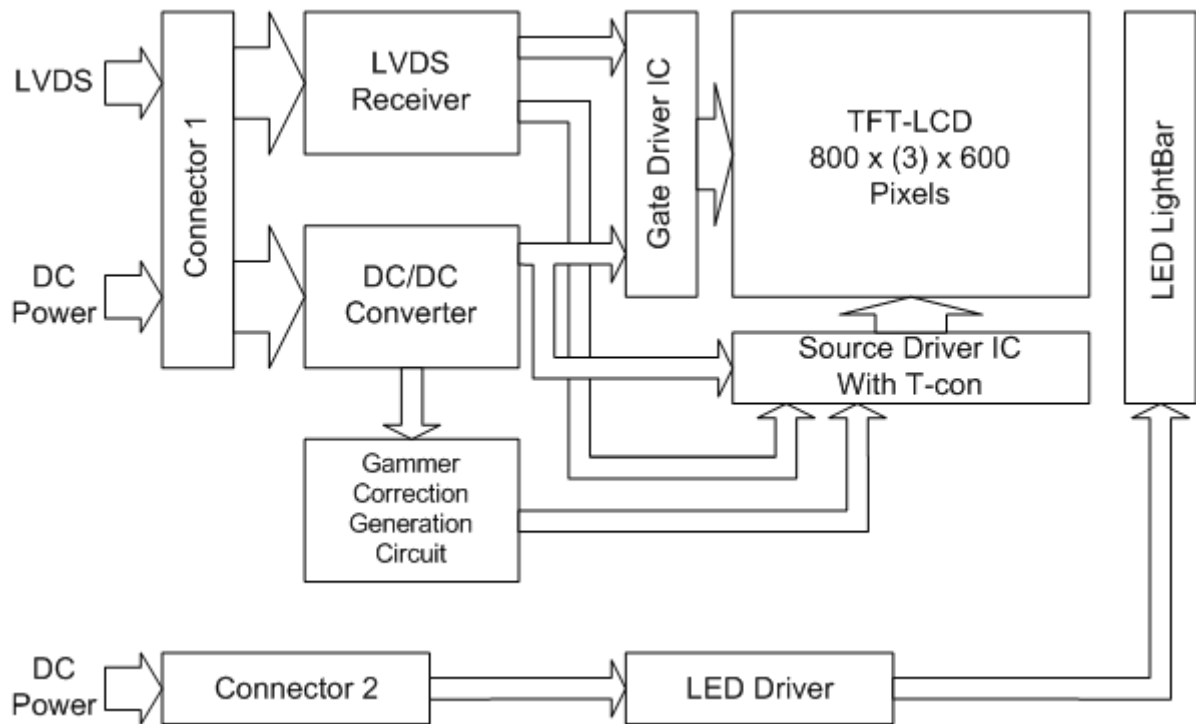 LVDS
Connector 1
LVDS
Receiver
Gate Driver IC
TFT-LCD
800 x (3) x 600
Pixels
LED LightBar
DC
Power
DC/DC
Converter
Source Driver IC
With T-con
Gammer
Correction
Generation
Circuit
DC
Power
Connector 2
LED Driver